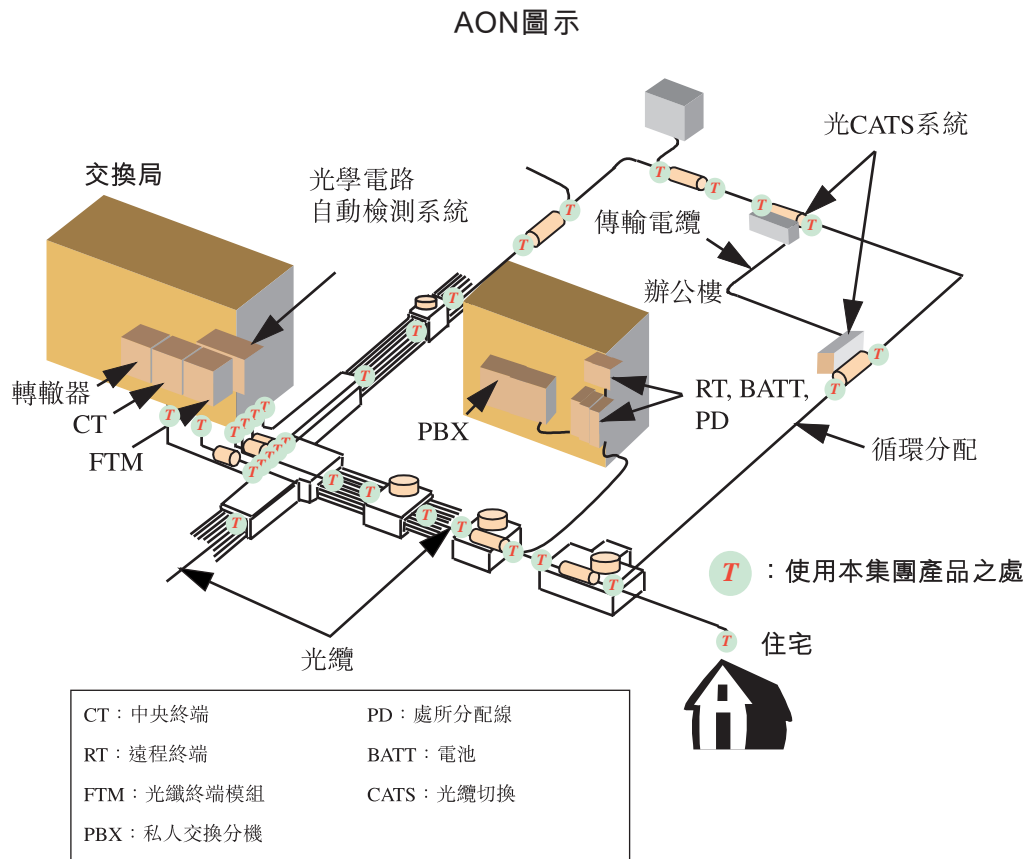 AON圖示
光CATS系統
交換局
光學電路
自動檢測系統
傳輸電纜
辦公樓
轉轍器
CT
FTM
PBX
RT, BATT,
PD
循環分配
T
：使用本集團產品之處
光纜
住宅
CT：中央終端
PD：處所分配線
RT：遠程終端
BATT：電池
FTM：光纖終端模組
CATS：光纜切換
PBX：私人交換分機